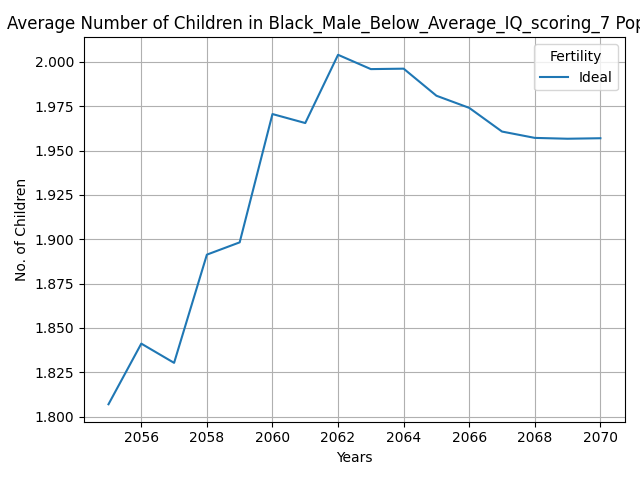 Average Number of Children in Black_Male_Below_Average_IQ_scoring_7 Pop
Fertility
Ideal
No. of Children
2.000
1.975
1.950
1.925
1.900
1.875
1.850
1.825
1.800
2056 2058 2060 2062 2064 2066 2068 2070
Years